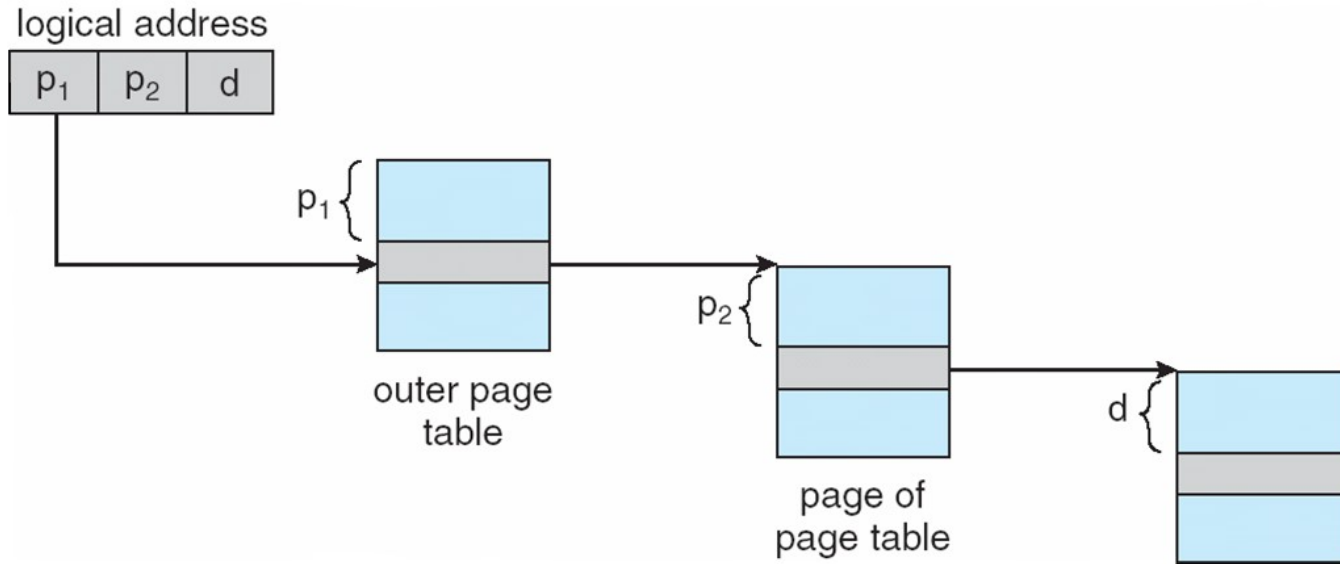 logical address
p₁ p₂ d
p₁
outer page
table
p₂
page of
page table
d